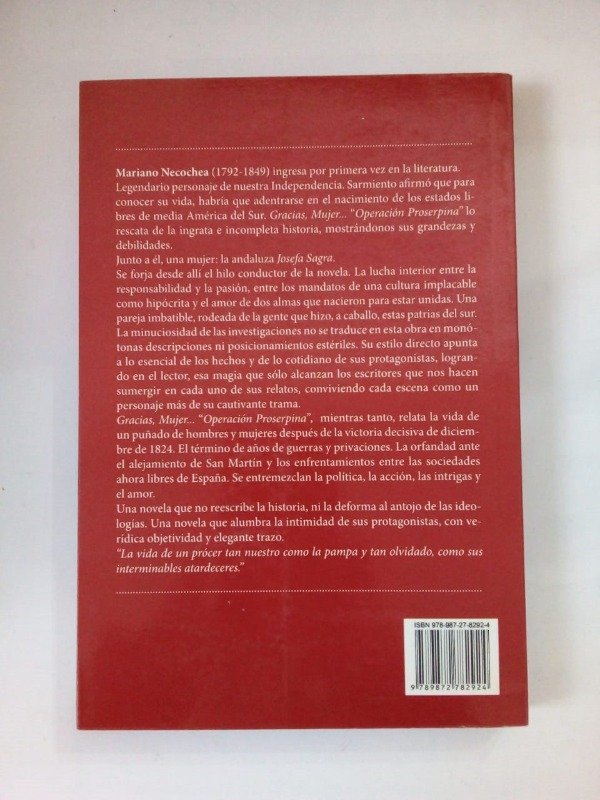 Mariano Necochea (1792-1849) ingresa por primera vez en la literatura.
Legendario personaje de nuestra Independencia. Sarmiento afirmó que para
conocer su vida, habría que adentrarse en el nacimiento de los estados li-
bres de media América del Sur. Gracias, Mujer... “Operación Proserpina” lo
rescata de la ingrata e incompleta historia, mostrándonos sus grandezas y
debilidades.
Junto a él, una mujer: la andaluza Josefa Sagra.
Se forja desde allí el hilo conductor de la novela. La lucha interior entre la
responsabilidad y la pasión, entre los mandatos de una cultura implacable
como hipócrita y el amor de dos almas que nacieron para estar unidas. Una
pareja imbatible, rodeada de la gente que hizo, a caballo, estas patrias del sur.
La minuciosidad de las investigaciones no se traduce en esta obra en monó-
tonas descripciones ni posicionamientos estériles. Su estilo directo apunta
a lo esencial de los hechos y de lo cotidiano de sus protagonistas, logran-
do en el lector, esa magia que sólo alcanzan los escritores que nos hacen
sumergir en cada uno de sus relatos, conviviendo cada escena como un
personaje más de su cautivante trama.
Gracias, Mujer... “Operación Proserpina”, mientras tanto, relata la vida de
un puñado de hombres y mujeres después de la victoria decisiva de diciem-
bre de 1824. El término de años de guerras y privaciones. La orfandad ante
el alejamiento de San Martín y los enfrentamientos entre las sociedades
ahora libres de España. Se entremezclan la política, la acción, las intrigas y
el amor.
Una novela que no reescribe la historia, ni la deforma al antojo de las ideo-
logías. Una novela que alumbra la intimidad de sus protagonistas, con ve-
rídica objetividad y elegante trazo.
“La vida de un prócer tan nuestro como la pampa y tan olvidado, como sus
interminables atardeceres.”
ISBN 978-987-27-8292-4
9 789872 782924